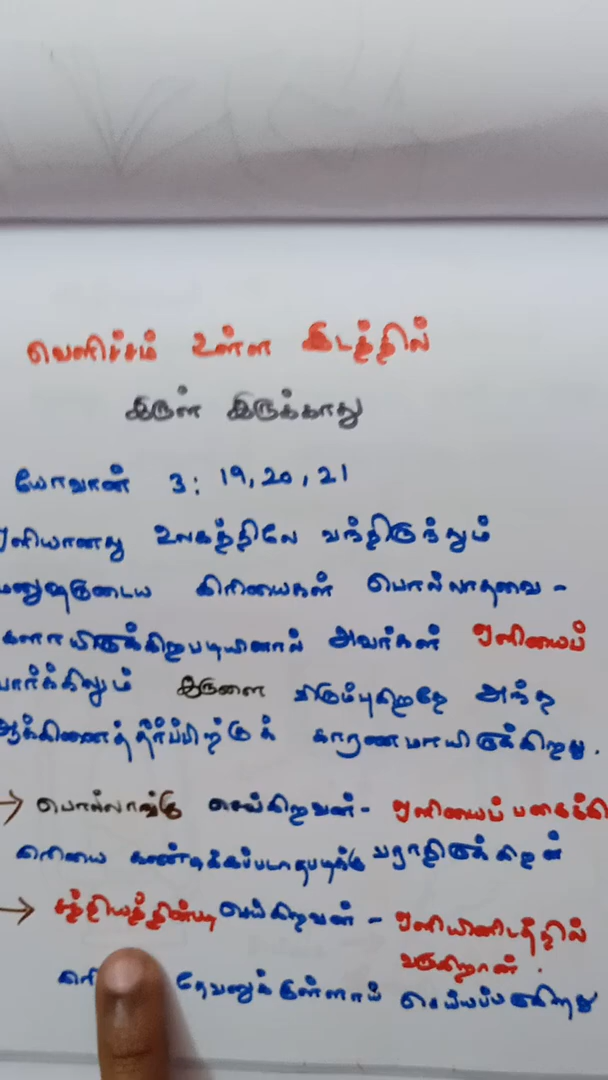 வெளிச்சம் உள்ள இடத்தில்
இருள் இருக்காது
யோவான் 3: 19, 20, 21
ஒளியானது உலகத்திலே வந்திருந்தும்
மனுஷருடைய கிரியைகள் பொல்லாதவை -
களாயிருக்கிறபடியினால் அவர்கள் ஒளியைப்
பார்க்கிலும் இருளை விரும்புகிறதே அந்த
ஆக்கினைத்தீர்ப்பிற்குக் காரணமாயிருக்கிறது.
→ பொல்லாங்கு செய்கிறவன் - ஒளியைப் பகைக்கி
கிரியை கண்டிக்கப்படாதபடிக்கு வராதிருக்கிறன்
→ சத்தியத்தின்படி செய்கிறவன் - ஒளியினிடத்தில்
வருகிறான்.
தேவனுக்குள்ளாய் செய்யப்படுகிறது